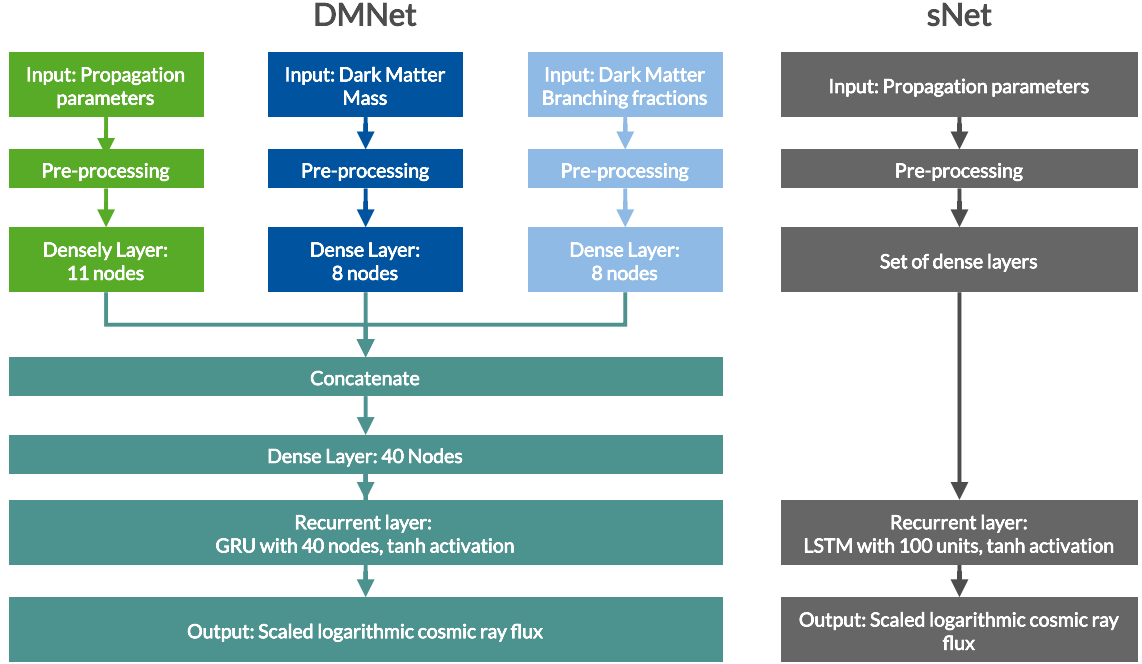 DMNet
sNet
Input: Propagation
parameters
Input: Dark Matter
Mass
Input: Dark Matter
Branching fractions
Input: Propagation parameters
Pre-processing
Pre-processing
Pre-processing
Pre-processing
Densely Layer:
11 nodes
Dense Layer:
8 nodes
Dense Layer:
8 nodes
Set of dense layers
Concatenate
Dense Layer: 40 Nodes
Recurrent layer:
GRU with 40 nodes, tanh activation
Recurrent layer:
LSTM with 100 units, tanh activation
Output: Scaled logarithmic cosmic ray flux
Output: Scaled logarithmic cosmic ray
flux